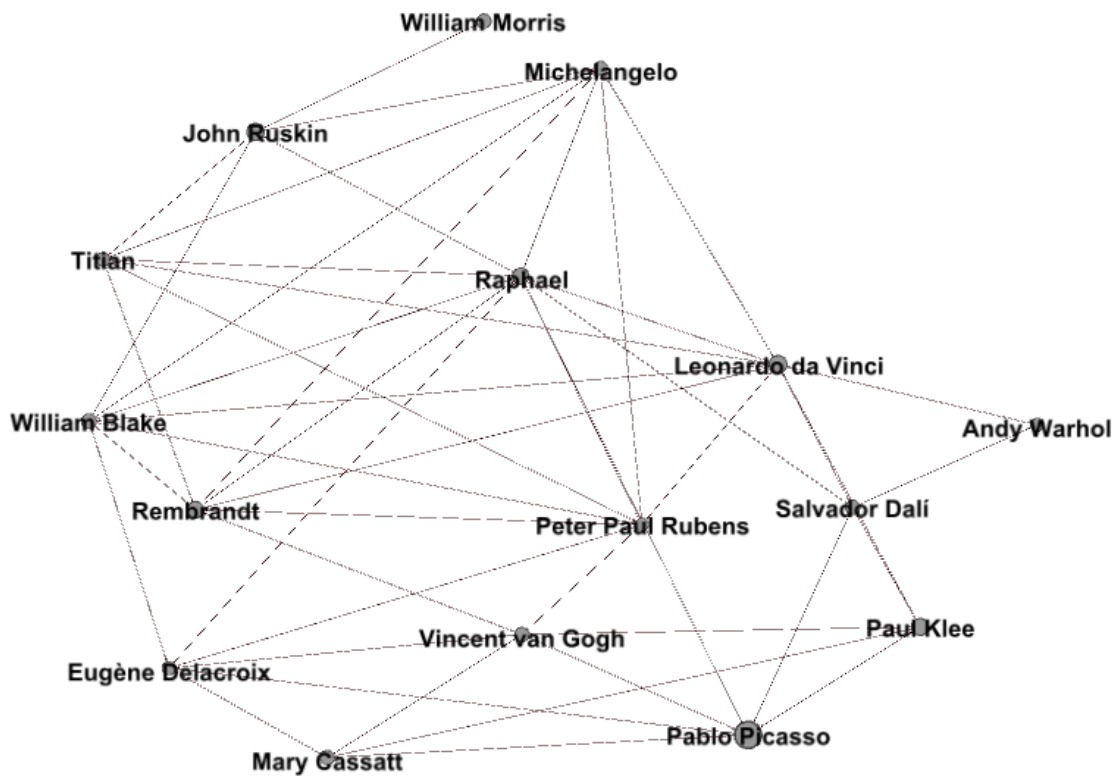 William Morris
Michelangelo
John Ruskin
Titian
Raphael
Leonardo da Vinci
William Blake
Andy Warhol
Rembrandt
Salvador Dalí
Peter Paul Rubens
Vincent van Gogh
Paul Klee
Eugène Delacroix
Pablo Picasso
Mary Cassatt